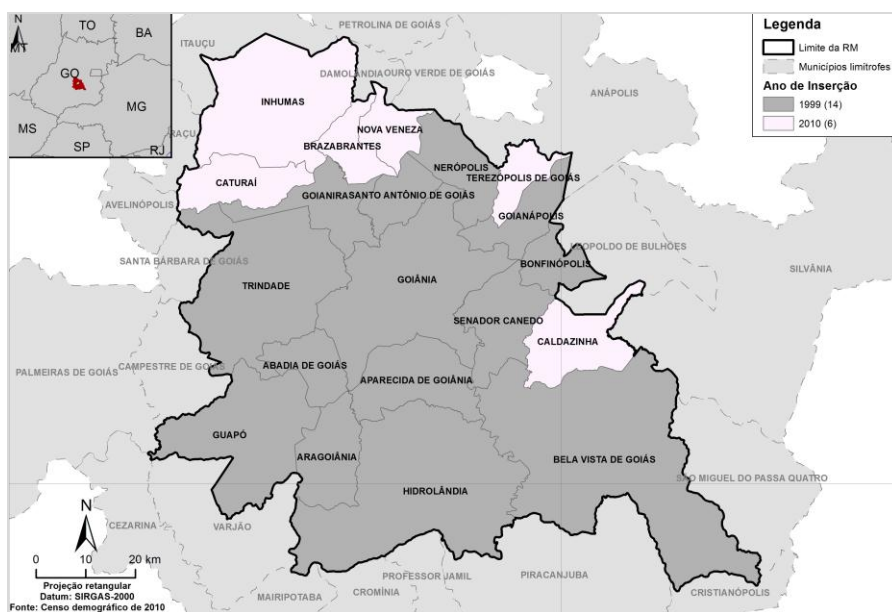 N
TO
BA
MT
GO
MG
MS
SP
RJ
Legenda
Limite da RM
Municípios limítrofes
Ano de Inserção
1999 (14)
2010 (6)
PETROLINA DE GOIÁS
ITAUÇU
DAMOLÂNDIA
OURO VERDE DE GOIÁS
ANÁPOLIS
INHUMAS
NOVA VENEZA
BRAZABRANTES
NERÓPOLIS
TEREZÓPOLIS DE GOIÁS
CATURAÍ
GOIANIRA
SANTO ANTÔNIO DE GOIÁS
GOIANÁPOLIS
AVELINÓPOLIS
LEOPOLDO DE BULHÕES
SANTA BÁRBARA DE GOIÁS
BONFINÓPOLIS
SILVÂNIA
TRINDADE
GOIÂNIA
SENADOR CANEDO
CALDAZINHA
PALMEIRAS DE GOIÁS
CAMPESTRE DE GOIÁS
ABADIA DE GOIÁS
APARECIDA DE GOIÂNIA
GUAPÓ
ARAGOIÂNIA
BELA VISTA DE GOIÁS
SÃO MIGUEL DO PASSA QUATRO
HIDROLÂNDIA
N
CEZARINA
VARJÃO
0 10 20 km
PROFESSOR JAMIL
PIRACANJUBA
CRISTIANÓPOLIS
MAIRIPOTABA
CROMÍNIA
Projeção retangular
Datum: SIRGAS-2000
Fonte: Censo demográfico de 2010